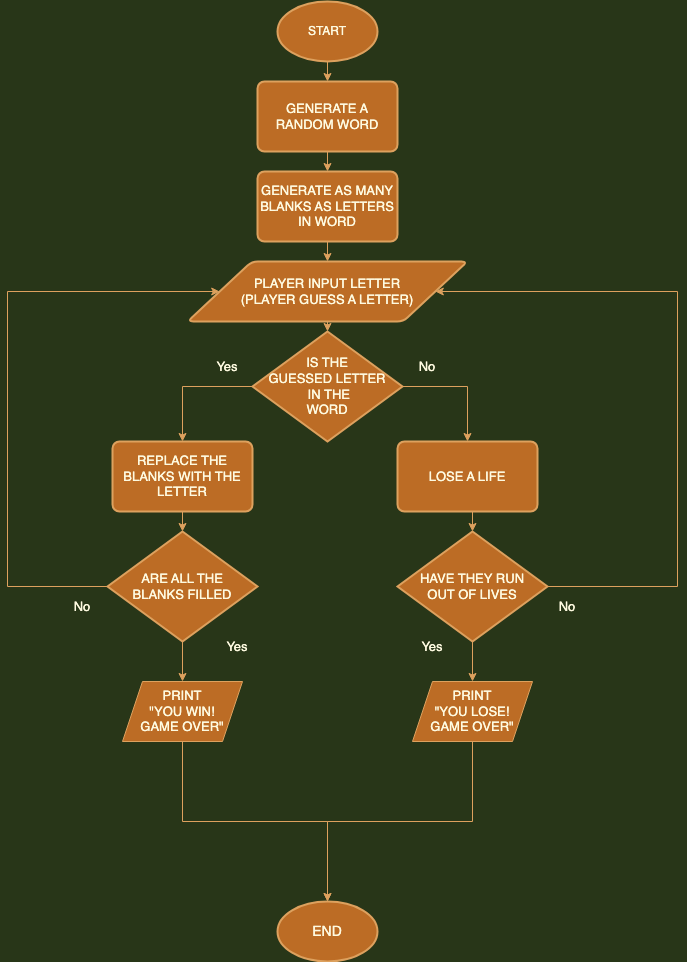 START
GENERATE A
RANDOM WORD
GENERATE AS MANY
BLANKS AS LETTERS
IN WORD
PLAYER INPUT LETTER
(PLAYER GUESS A LETTER)
IS THE
GUESSED LETTER
IN THE
WORD
Yes
No
REPLACE THE
BLANKS WITH THE
LETTER
LOSE A LIFE
ARE ALL THE
BLANKS FILLED
HAVE THEY RUN
OUT OF LIVES
No
Yes
Yes
No
PRINT
"YOU WIN!
GAME OVER"
PRINT
"YOU LOSE!
GAME OVER"
END